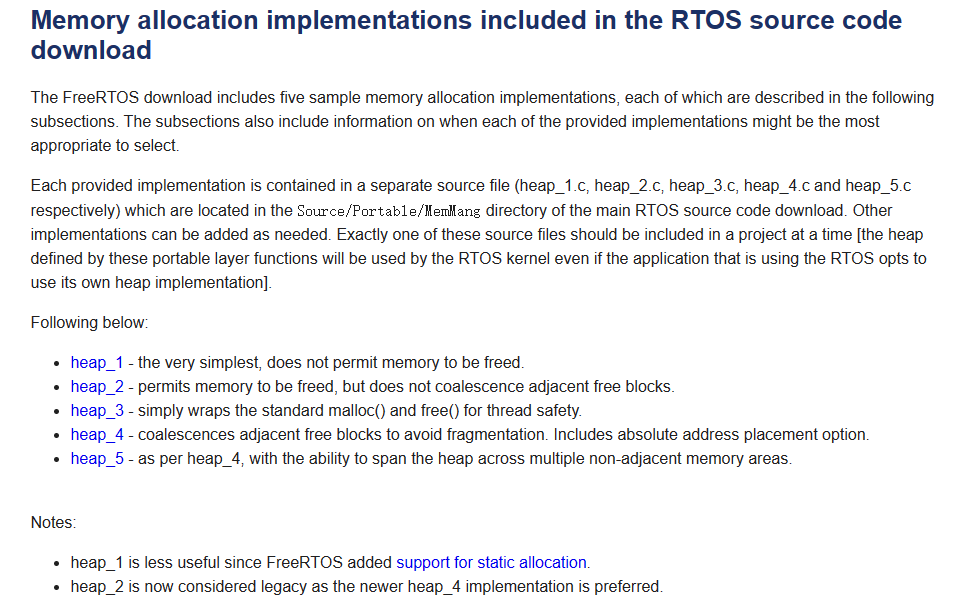 Memory allocation implementations included in the RTOS source code
download
The FreeRTOS download includes five sample memory allocation implementations, each of which are described in the following
subsections. The subsections also include information on when each of the provided implementations might be the most
appropriate to select.
Each provided implementation is contained in a separate source file (heap_1.c, heap_2.c, heap_3.c, heap_4.c and heap_5.c
respectively) which are located in the Source/Portable/MemMang directory of the main RTOS source code download. Other
implementations can be added as needed. Exactly one of these source files should be included in a project at a time [the heap
defined by these portable layer functions will be used by the RTOS kernel even if the application that is using the RTOS opts to
use its own heap implementation].
Following below:
• heap_1 - the very simplest, does not permit memory to be freed.
• heap_2 - permits memory to be freed, but does not coalescence adjacent free blocks.
• heap_3 - simply wraps the standard malloc() and free() for thread safety.
• heap_4 - coalescences adjacent free blocks to avoid fragmentation. Includes absolute address placement option.
• heap_5 - as per heap_4, with the ability to span the heap across multiple non-adjacent memory areas.
Notes:
• heap_1 is less useful since FreeRTOS added support for static allocation.
• heap_2 is now considered legacy as the newer heap_4 implementation is preferred.